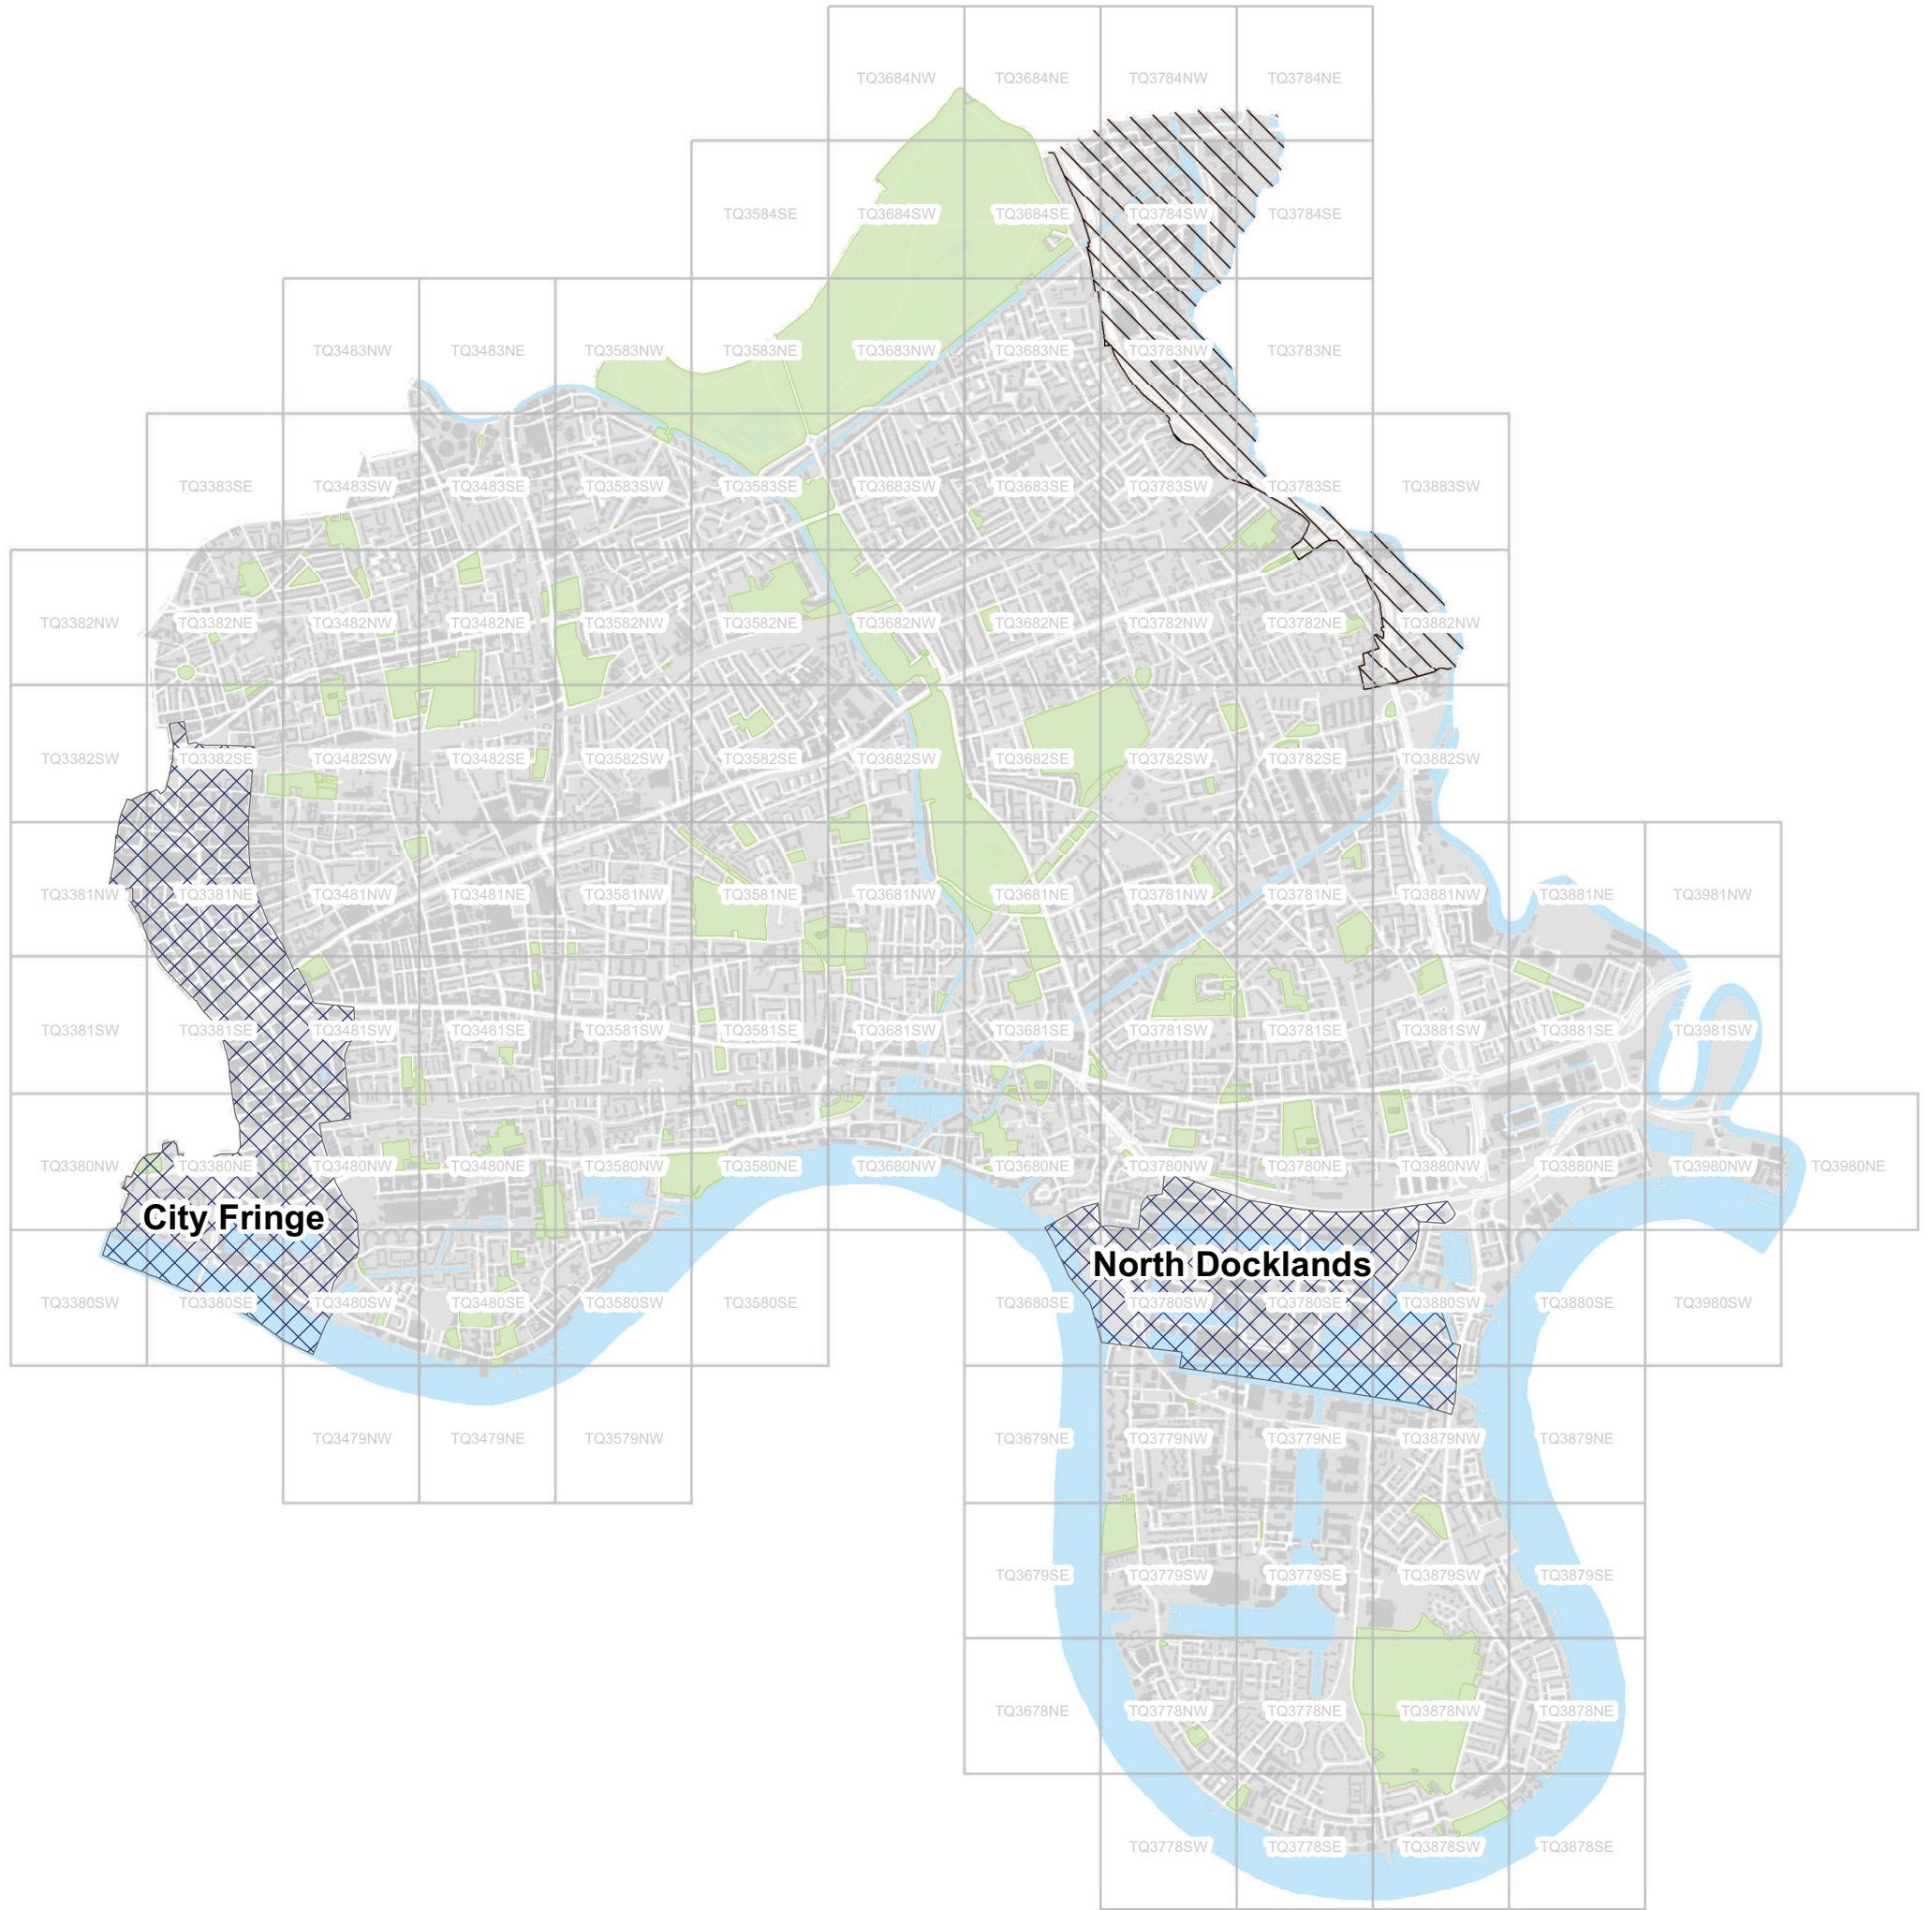 TQ3684NW TQ3684NE TQ3784NW TQ3784NE
TQ3584SE TQ3684SW TQ3684SE TQ3784SW TQ3784SE
TQ3483NW TQ3483NE TQ3583NW TQ3583NE TQ3683NW TQ3683NE TQ3783NW TQ3783NE
TQ3383SE TQ3483SW TQ3483SE TQ3583SW TQ3583SE TQ3683SW TQ3683SE TQ3783SW TQ3783SE TQ3883SW
TQ3382NW TQ3382NE TQ3482NW TQ3482NE TQ3582NW TQ3582NE TQ3682NW TQ3682NE TQ3782NW TQ3782NE TQ3882NW
TQ3382SW TQ3382SE TQ3482SW TQ3482SE TQ3582SW TQ3582SE TQ3682SW TQ3682SE TQ3782SW TQ3782SE TQ3882SW
TQ3381NW TQ3381NE TQ3481NW TQ3481NE TQ3581NW TQ3581NE TQ3681NW TQ3681NE TQ3781NW TQ3781NE TQ3881NW TQ3881NE TQ3981NW
TQ3381SW TQ3381SE TQ3481SW TQ3481SE TQ3581SW TQ3581SE TQ3681SW TQ3681SE TQ3781SW TQ3781SE TQ3881SW TQ3881SE TQ3981SW
TQ3380NW TQ3380NE TQ3480NW TQ3480NE TQ3580NW TQ3580NE TQ3680NW TQ3680NE TQ3780NW TQ3780NE TQ3880NW TQ3880NE TQ3980NW TQ3980NE
City Fringe
North Docklands
TQ3380SW TQ3380SE TQ3480SW TQ3480SE TQ3580SW TQ3580SE TQ3680SE TQ3780SW TQ3780SE TQ3880SW TQ3880SE TQ3980SW
TQ3479NW TQ3479NE TQ3579NW TQ3679NE TQ3779NW TQ3779NE TQ3879NW TQ3879NE
TQ3679SE TQ3779SW TQ3779SE TQ3879SW TQ3879SE
TQ3678NE TQ3778NW TQ3778NE TQ3878NW TQ3878NE
TQ3778SW TQ3778SE TQ3878SW TQ3878SE